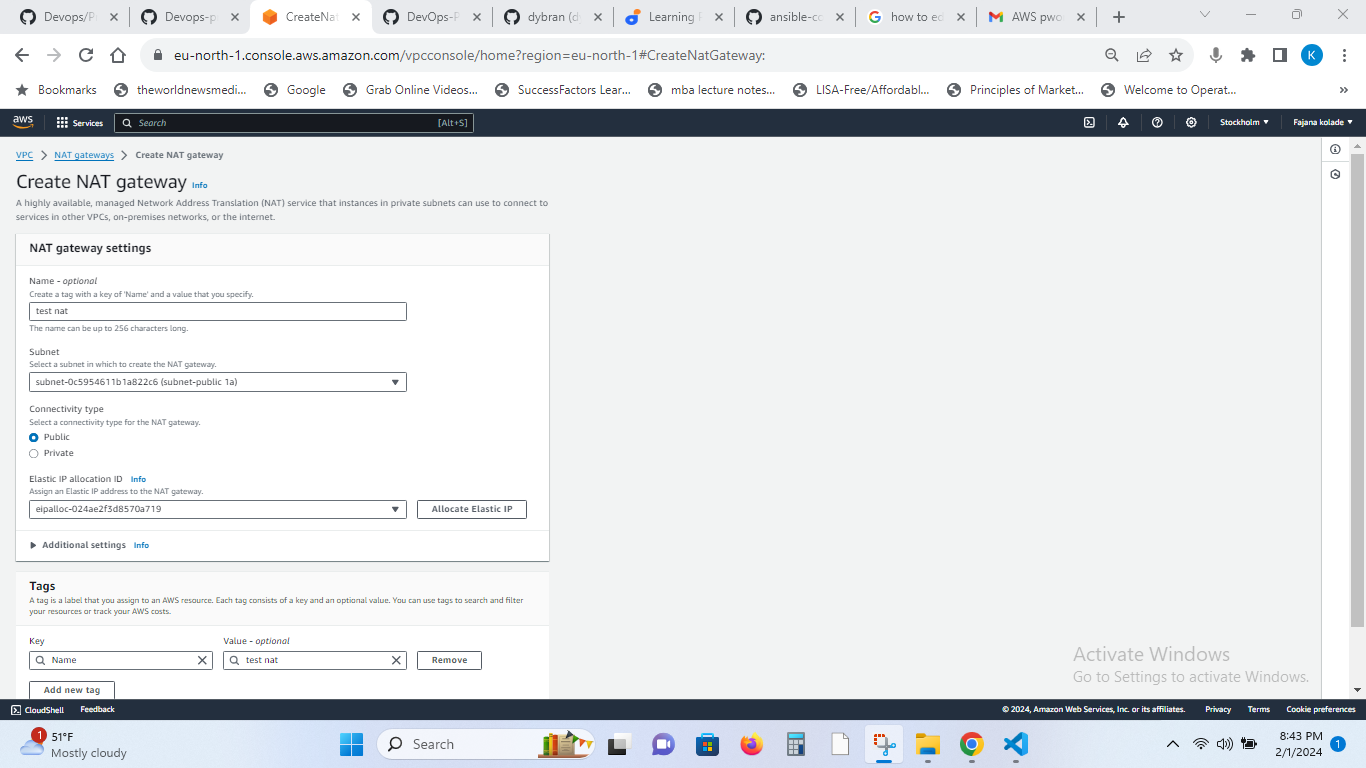 Devops/P
Devops-p
CreateNat
DevOps-P
dybran (dy
Learning P
ansible-co
how to ed
AWS pwo
eu-north-1.console.aws.amazon.com/vpcconsole/home?region=eu-north-1#CreateNatGateway:
K
Bookmarks
theworldnewsmedi...
Google
Grab Online Videos...
SuccessFactors Lear...
mba lecture notes...
LISA-Free/Affordabl...
Principles of Market...
Welcome to Operat...
»
aws
Services
Search
[Alt+S]
Stockholm
Fajana kolade
VPC
NAT gateways
Create NAT gateway
Create NAT gateway Info
A highly available, managed Network Address Translation (NAT) service that instances in private subnets can use to connect to
services in other VPCs, on-premises networks, or the internet.
NAT gateway settings
Name - optional
Create a tag with a key of 'Name' and a value that you specify.
test nat
The name can be up to 256 characters long.
Subnet
Select a subnet in which to create the NAT gateway.
subnet-0c5954611b1a822c6 (subnet-public 1a)
Connectivity type
Select a connectivity type for the NAT gateway.
Public
Private
Elastic IP allocation ID Info
Assign an Elastic IP address to the NAT gateway.
eipalloc-024ae2f3d8570a719
Allocate Elastic IP
Additional settings Info
Tags
A tag is a label that you assign to an AWS resource. Each tag consists of a key and an optional value. You can use tags to search and filter
your resources or track your AWS costs.
Key
Value - optional
Name
test nat
Remove
Add new tag
Activate Windows
Go to Settings to activate Windows.
CloudShell
Feedback
© 2024, Amazon Web Services, Inc. or its affiliates.
Privacy
Terms
Cookie preferences
1
51°F
Mostly cloudy
Search
8:43 PM
2/1/2024
1